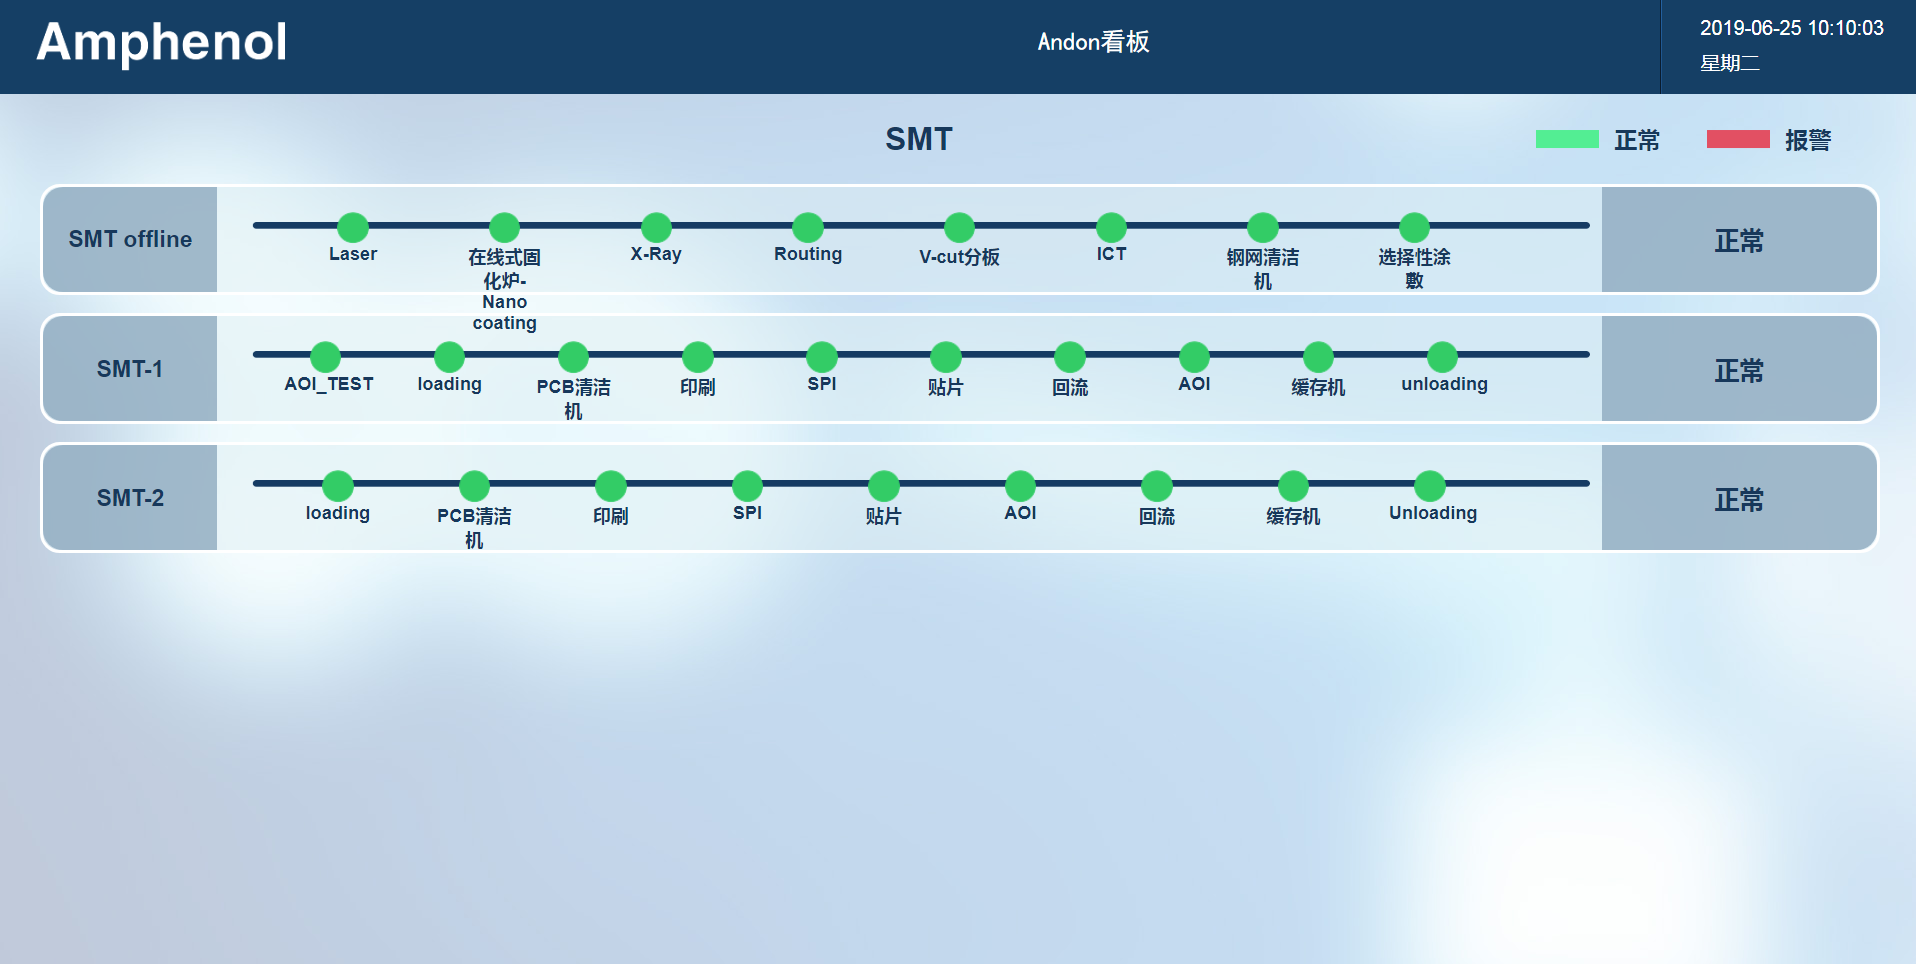 Amphenol
Andon看板
2019-06-25 10:10:03
星期二
SMT
正常
报警
SMT offline
Laser
在线式固
化炉-
Nano
coating
X-Ray
Routing
V-cut分板
ICT
钢网清洁
机
选择性涂
敷
正常
SMT-1
AOI_TEST
loading
PCB清洁
机
印刷
SPI
贴片
回流
AOI
缓存机
unloading
正常
SMT-2
loading
PCB清洁
机
印刷
SPI
贴片
AOI
回流
缓存机
Unloading
正常